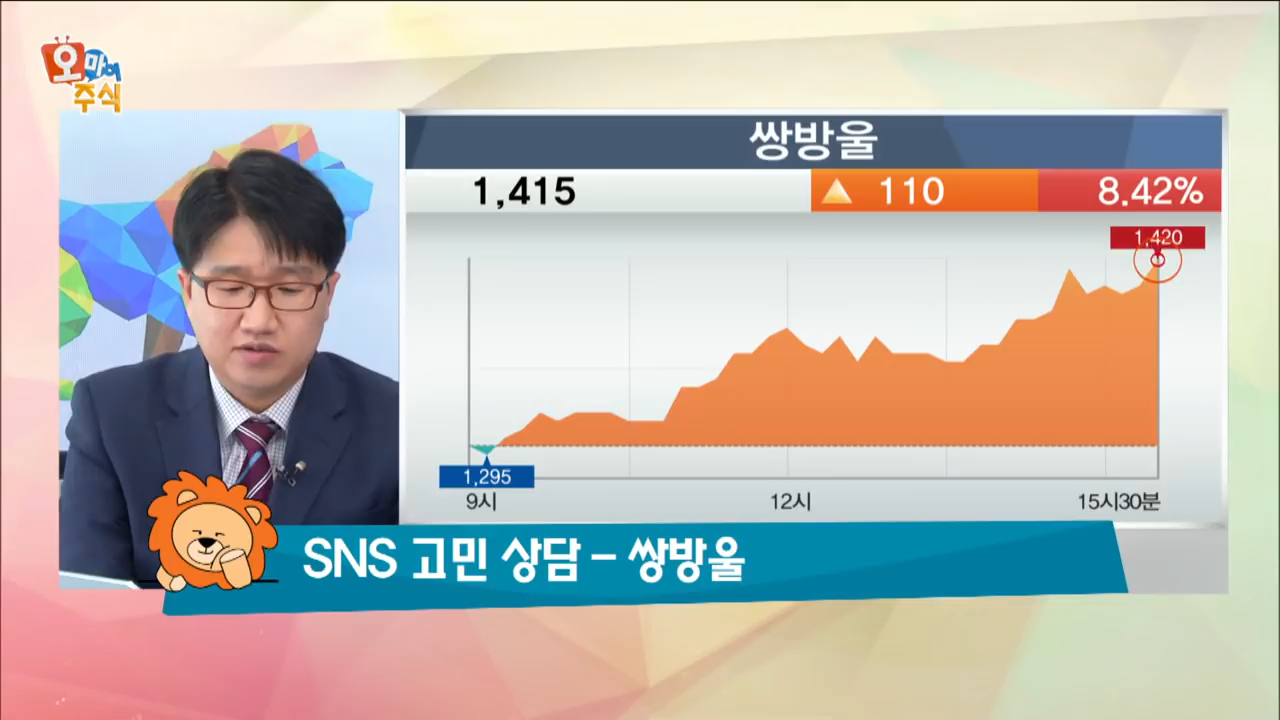 오마이
주식
쌍방울
1,415 ▲ 110 8.42%
1,420
1,295
9시 12시 15시30분
SNS 고민 상담 – 쌍방울